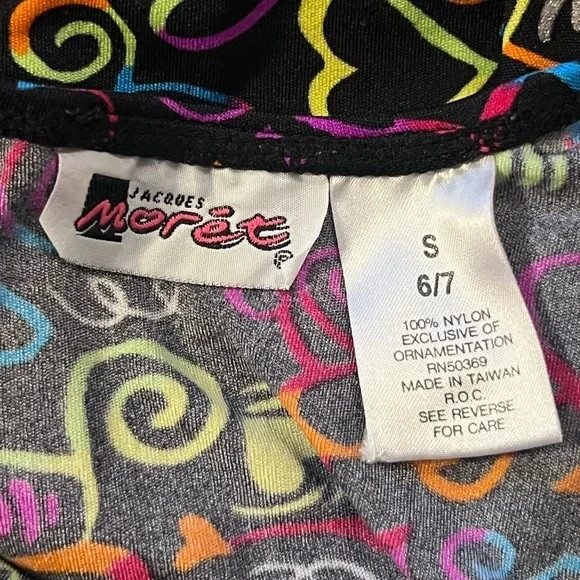 JACQUES
Morét
S
6/7
100% NYLON
EXCLUSIVE OF
ORNAMENTATION
RN50369
MADE IN TAIWAN
R.O.C.
SEE REVERSE
FOR CARE